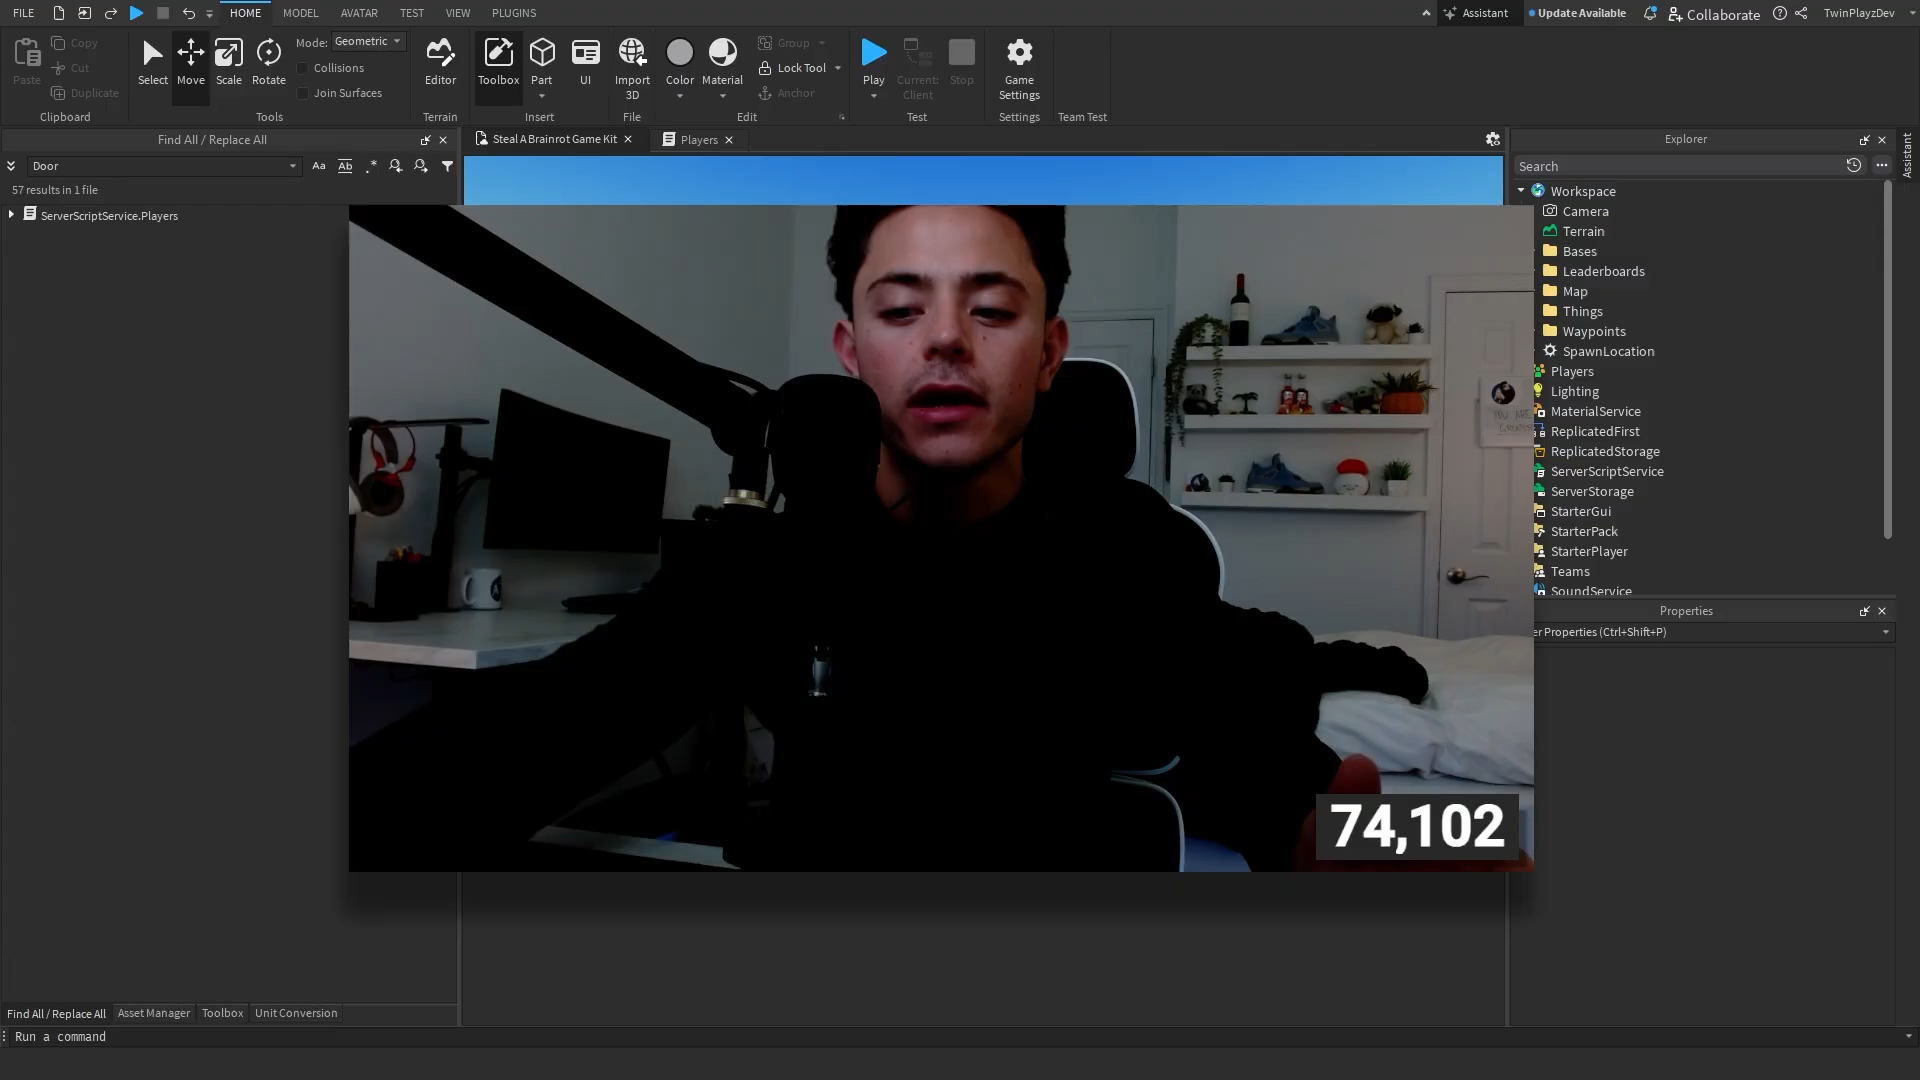 FILE HOME MODEL AVATAR TEST VIEW PLUGINS Assistant Update Available Collaborate TwinPlayzDev
Paste Copy Cut Duplicate Clipboard
Select Move Scale Rotate Mode: Geometric Collisions Join Surfaces Tools
Editor Terrain
Toolbox Part UI Insert
Import 3D File
Color Material Group Lock Tool Anchor Edit
Play Current: Client Stop Test
Game Settings Settings
Team Test
Find All / Replace All
Door Aa Ab .*
57 results in 1 file
ServerScriptService.Players
Steal A Brainrot Game Kit Players
Explorer
Assistant
Search
Workspace
Camera
Terrain
Bases
Leaderboards
Map
Things
Waypoints
SpawnLocation
Players
Lighting
MaterialService
ReplicatedFirst
ReplicatedStorage
ServerScriptService
ServerStorage
StarterGui
StarterPack
StarterPlayer
Teams
SoundService
Properties
er Properties (Ctrl+Shift+P)
YOU ARE
74,102
Find All / Replace All Asset Manager Toolbox Unit Conversion
Run a command